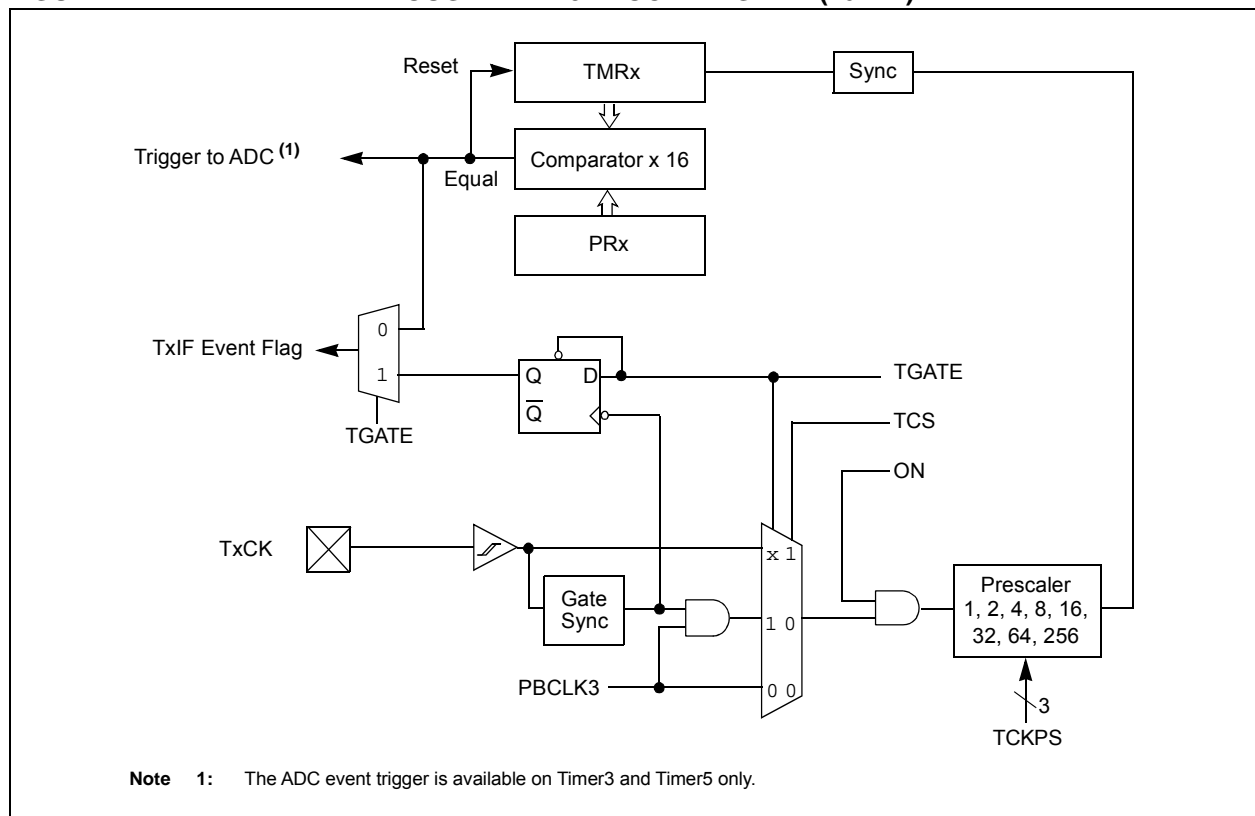 Reset
TMRx
Sync
Trigger to ADC (1)
Equal
Comparator x 16
PRx
TxIF Event Flag
0
1
TGATE
Q
D
Q
TGATE
TCS
ON
TxCK
x 1
Gate
Sync
1 0
PBCLK3
0 0
Prescaler
1, 2, 4, 8, 16,
32, 64, 256
3
TCKPS
Note 1: The ADC event trigger is available on Timer3 and Timer5 only.